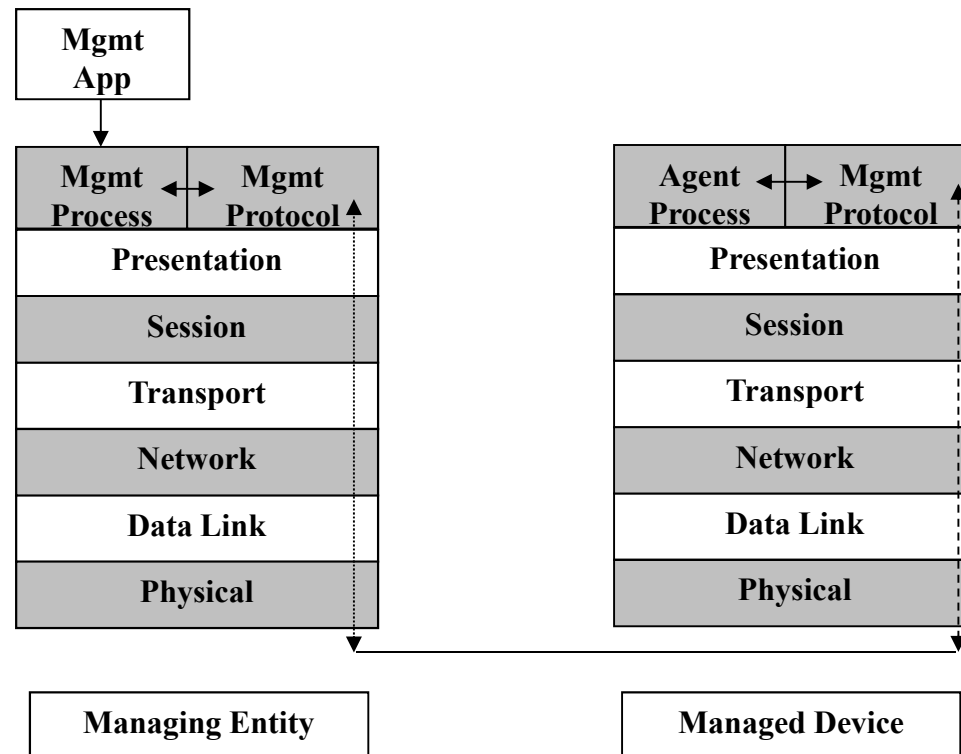 Mgmt
App
Mgmt
Process
Mgmt
Protocol
Presentation
Session
Transport
Network
Data Link
Physical
Managing Entity
Agent
Process
Mgmt
Protocol
Presentation
Session
Transport
Network
Data Link
Physical
Managed Device